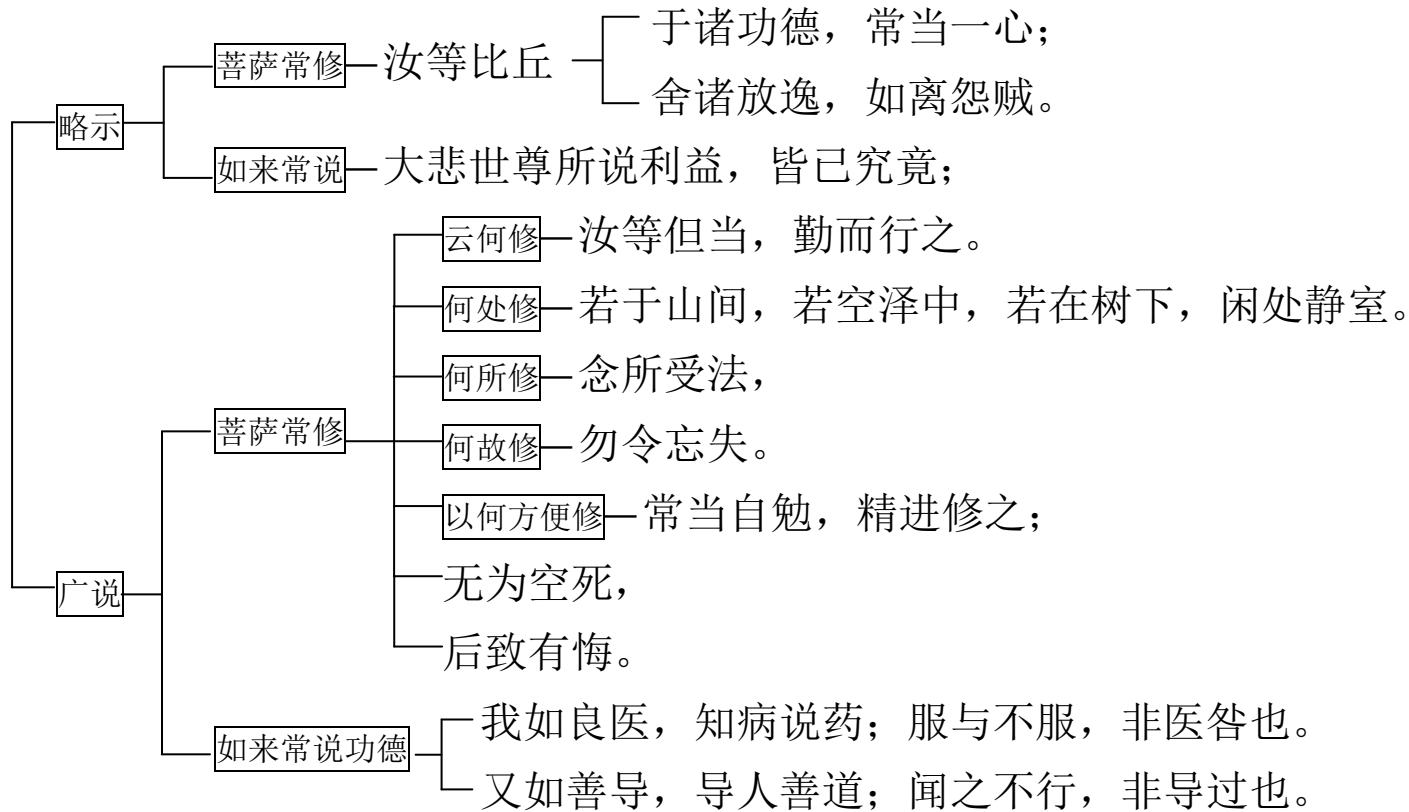 于诸功德，常当一心；
菩萨常修 汝等比丘
舍诸放逸，如离怨贼。
略示
如来常说 大悲世尊所说利益，皆已究竟；
云何修 汝等但当，勤而行之。
何处修 若于山间，若空泽中，若在树下，闲处静室。
何所修 念所受法，
菩萨常修
何故修 勿令忘失。
以何方便修 常当自勉，精进修之；
无为空死，
广说
后致有悔。
我如良医，知病说药；服与不服，非医咎也。
如来常说功德
又如善导，导人善道；闻之不行，非导过也。